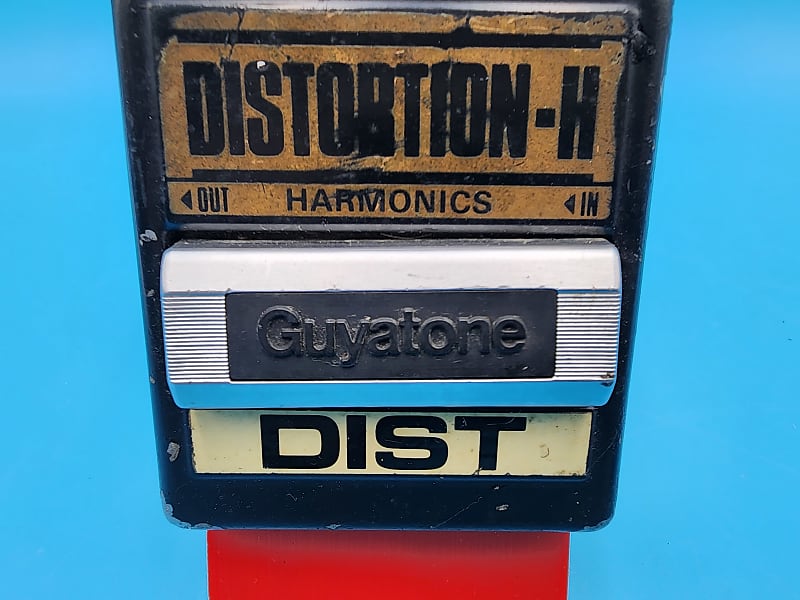 DISTORTION-H
◀OUT HARMONICS ◀IN
Guyatone
DIST